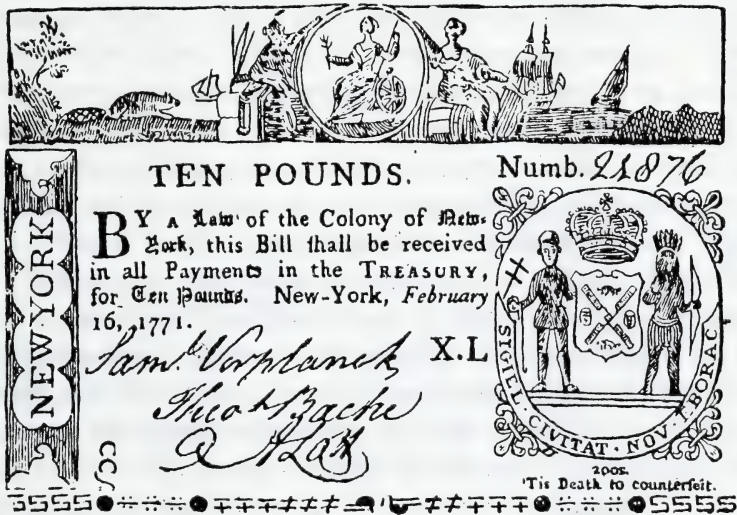 TEN POUNDS.
Numb. 21876
BY A Law of the Colony of New-
York, this Bill shall be received
in all Payments in the TREASURY,
for Ten Pounds. New-York, February
16, 1771.
X.L
Saml. Verplanck
Theoht Bache
A Lott
NEW YORK
SIGILL · CIVITAT · NOV · EBORAC
200s.
'Tis Death to counterfeit.